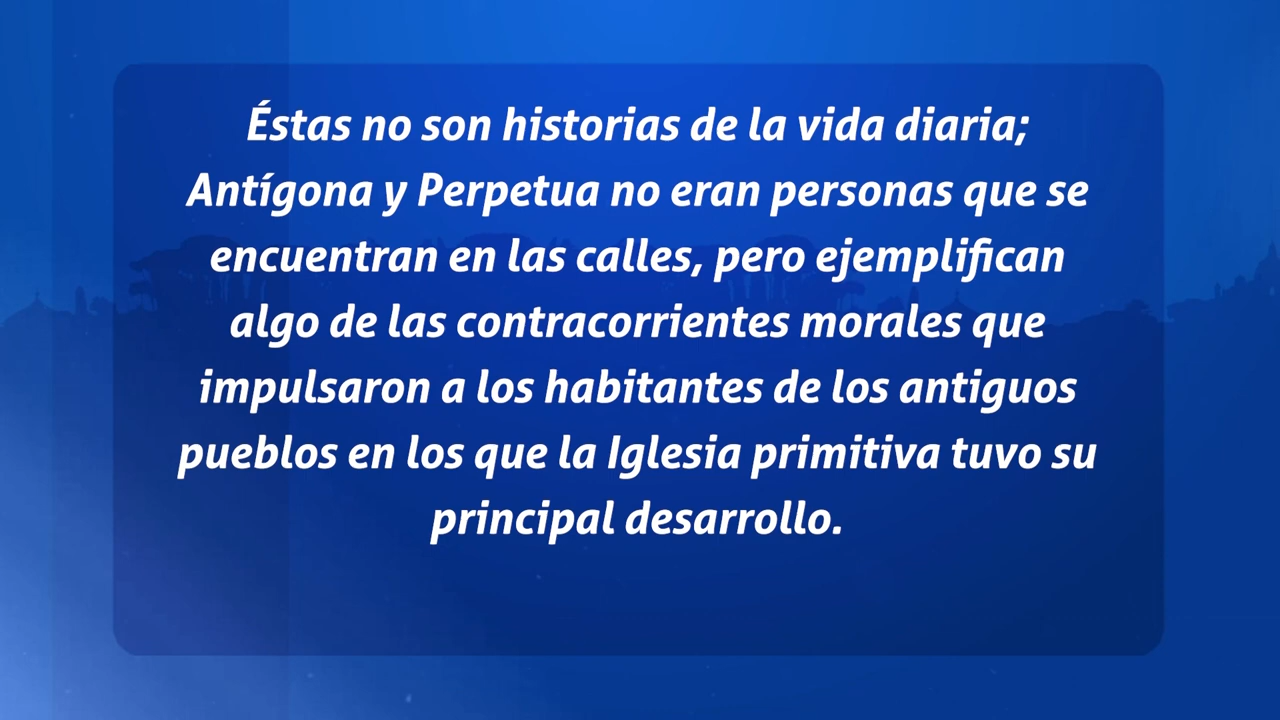 Éstas no son historias de la vida diaria;
Antígona y Perpetua no eran personas que se
encuentran en las calles, pero ejemplifican
algo de las contracorrientes morales que
impulsaron a los habitantes de los antiguos
pueblos en los que la Iglesia primitiva tuvo su
principal desarrollo.